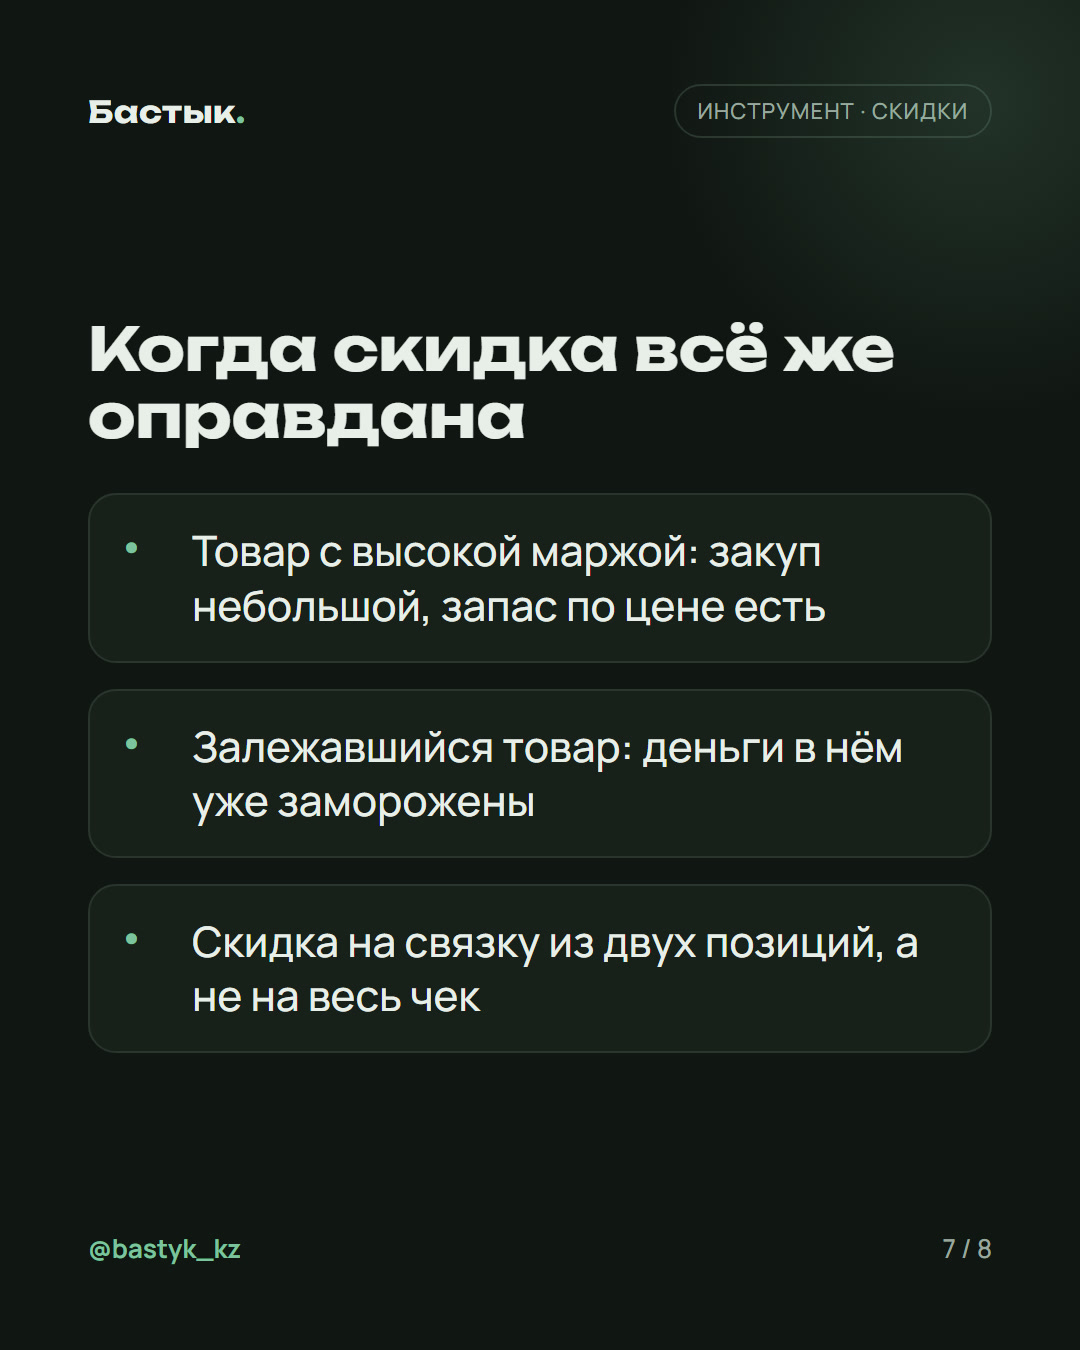 Бастык.
ИНСТРУМЕНТ · СКИДКИ
Когда скидка всё же
оправдана
• Товар с высокой маржой: закуп
небольшой, запас по цене есть
• Залежавшийся товар: деньги в нём
уже заморожены
• Скидка на связку из двух позиций, а
не на весь чек
@bastyk_kz
7 / 8